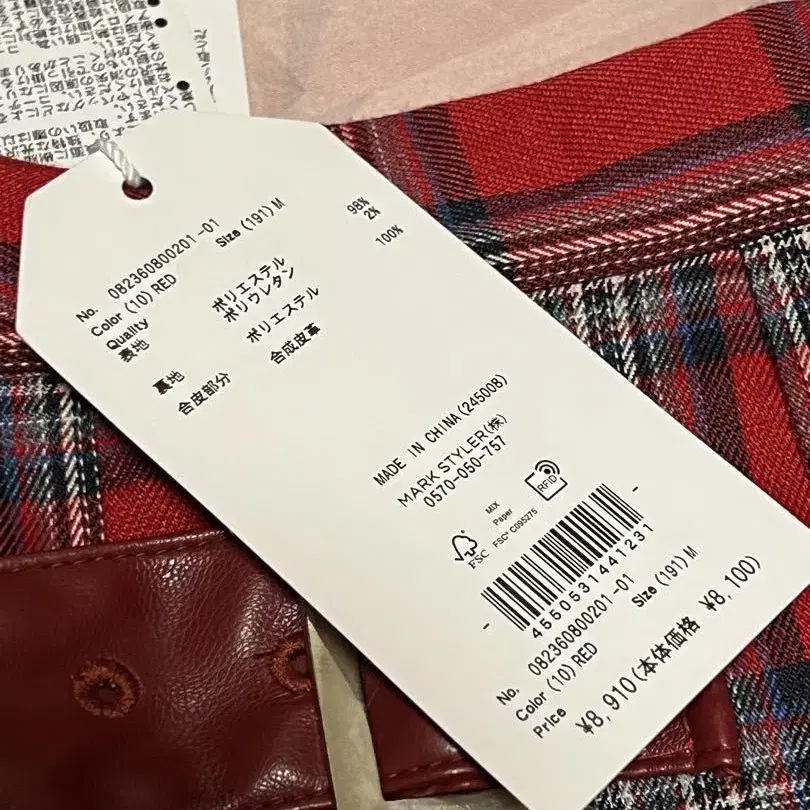 No. 082360800201-01
Color (10) RED Size (191) M
Quality
表地 ポリエステル 98%
ポリウレタン 2%
裏地 ポリエステル 100%
合皮部分 合成皮革
MADE IN CHINA(245008)
MARK STYLER(株)
0570-050-757
RFID
MIX
Paper
FSC FSC® C095275
4550531441231
No. 082360800201-01
Color (10) RED Size (191) M
Price ¥8,910(本体価格 ¥8,100)